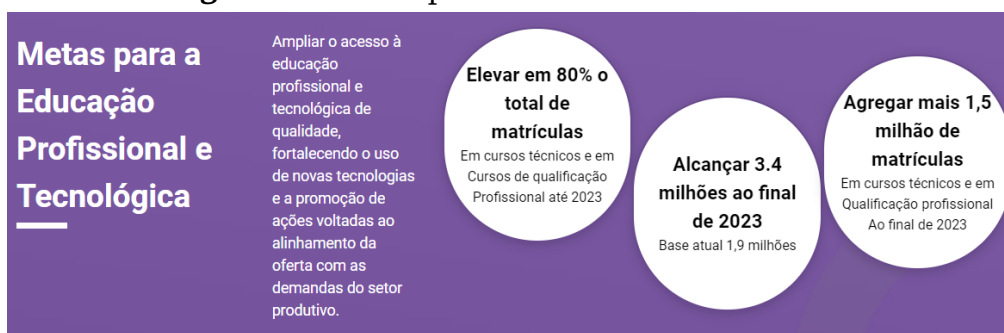 Metas para a
Educação
Profissional e
Tecnológica
Ampliar o acesso à
educação
profissional e
tecnológica de
qualidade,
fortalecendo o uso
de novas tecnologias
e a promoção de
ações voltadas ao
alinhamento da
oferta com as
demandas do setor
produtivo.
Elevar em 80% o
total de
matrículas
Em cursos técnicos e em
Cursos de qualificação
Profissional até 2023
Alcançar 3.4
milhões ao final
de 2023
Base atual 1,9 milhões
Agregar mais 1,5
milhão de
matrículas
Em cursos técnicos e em
Qualificação profissional
Ao final de 2023